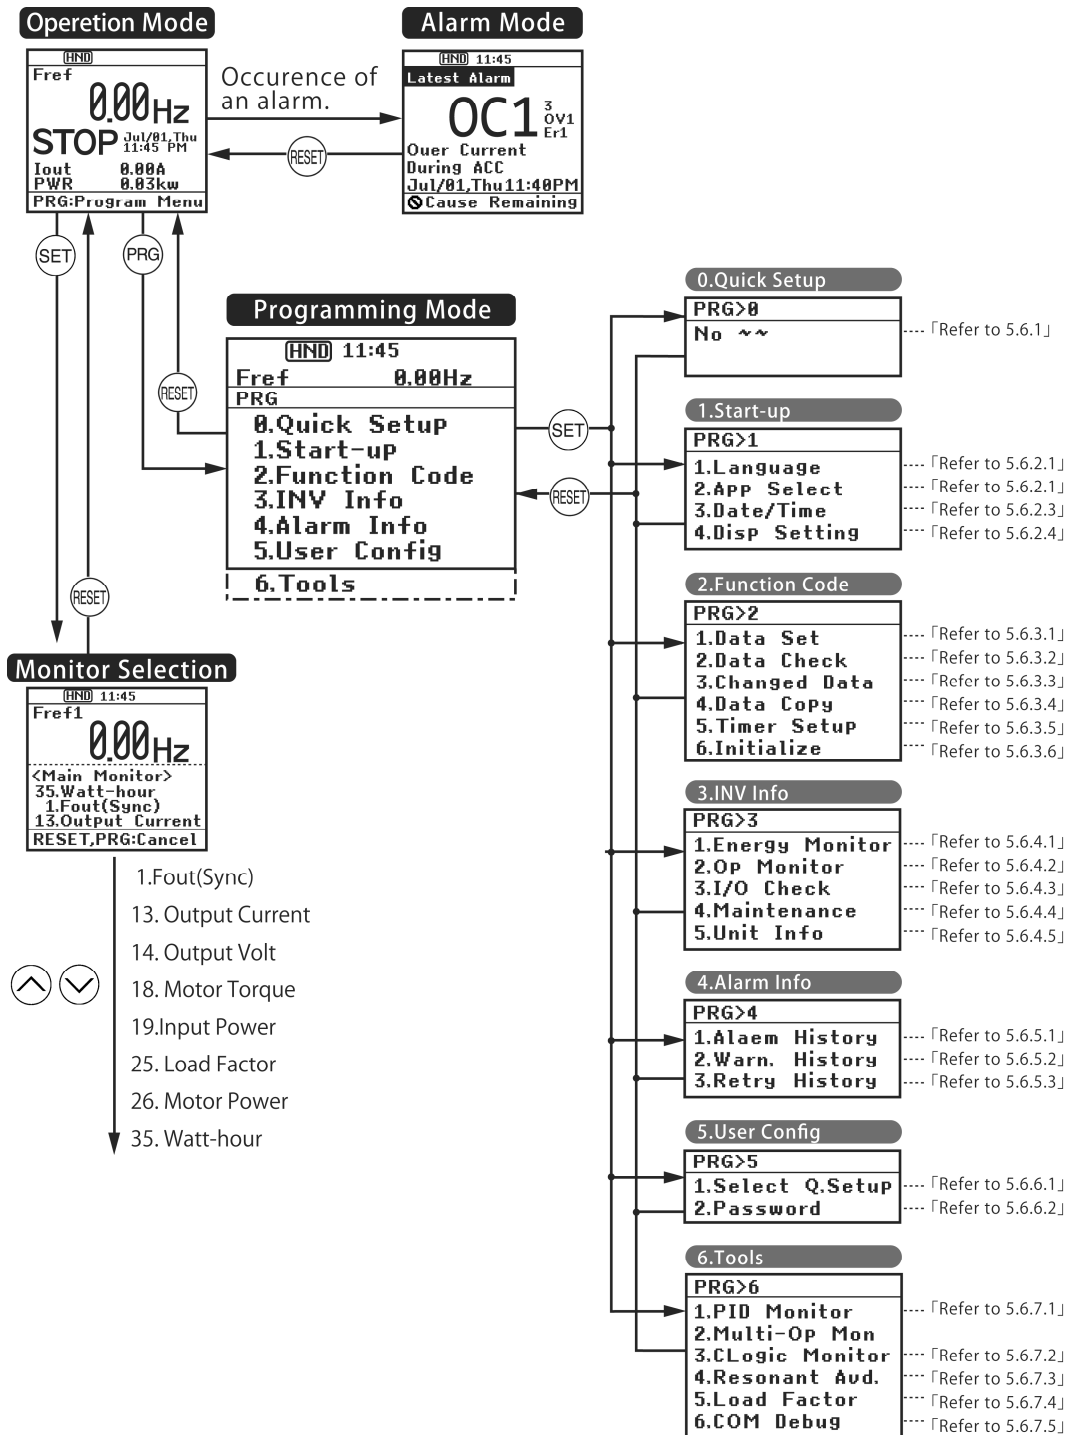 Operetion Mode
HND
Fref
0.00Hz
STOP Jul/01,Thu
11:45 PM
Iout 0.00A
PWR 0.03kw
PRG:Program Menu
Occurence of
an alarm.
RESET
Alarm Mode
HND 11:45
Latest Alarm
OC1 3
OV1
Er1
Ouer Current
During ACC
Jul/01,Thu11:40PM
Cause Remaining
SET
PRG
RESET
RESET
Programming Mode
HND 11:45
Fref 0.00Hz
PRG
0.Quick Setup
1.Start-up
2.Function Code
3.INV Info
4.Alarm Info
5.User Config
6.Tools
SET
RESET
Monitor Selection
HND 11:45
Fref1
0.00Hz
<Main Monitor>
35.Watt-hour
1.Fout(Sync)
13.Output Current
RESET,PRG:Cancel
1.Fout(Sync)
13. Output Current
14. Output Volt
18. Motor Torque
19.Input Power
25. Load Factor
26. Motor Power
35. Watt-hour
0.Quick Setup
PRG>0
No ~~ ---- 「Refer to 5.6.1」
1.Start-up
PRG>1
1.Language ---- 「Refer to 5.6.2.1」
2.App Select ---- 「Refer to 5.6.2.1」
3.Date/Time ---- 「Refer to 5.6.2.3」
4.Disp Setting ---- 「Refer to 5.6.2.4」
2.Function Code
PRG>2
1.Data Set ---- 「Refer to 5.6.3.1」
2.Data Check ---- 「Refer to 5.6.3.2」
3.Changed Data ---- 「Refer to 5.6.3.3」
4.Data Copy ---- 「Refer to 5.6.3.4」
5.Timer Setup ---- 「Refer to 5.6.3.5」
6.Initialize ---- 「Refer to 5.6.3.6」
3.INV Info
PRG>3
1.Energy Monitor ---- 「Refer to 5.6.4.1」
2.Op Monitor ---- 「Refer to 5.6.4.2」
3.I/O Check ---- 「Refer to 5.6.4.3」
4.Maintenance ---- 「Refer to 5.6.4.4」
5.Unit Info ---- 「Refer to 5.6.4.5」
4.Alarm Info
PRG>4
1.Alaem History ---- 「Refer to 5.6.5.1」
2.Warn. History ---- 「Refer to 5.6.5.2」
3.Retry History ---- 「Refer to 5.6.5.3」
5.User Config
PRG>5
1.Select Q.Setup ---- 「Refer to 5.6.6.1」
2.Password ---- 「Refer to 5.6.6.2」
6.Tools
PRG>6
1.PID Monitor ---- 「Refer to 5.6.7.1」
2.Multi-Op Mon
3.CLogic Monitor ---- 「Refer to 5.6.7.2」
4.Resonant Avd. ---- 「Refer to 5.6.7.3」
5.Load Factor ---- 「Refer to 5.6.7.4」
6.COM Debug ---- 「Refer to 5.6.7.5」